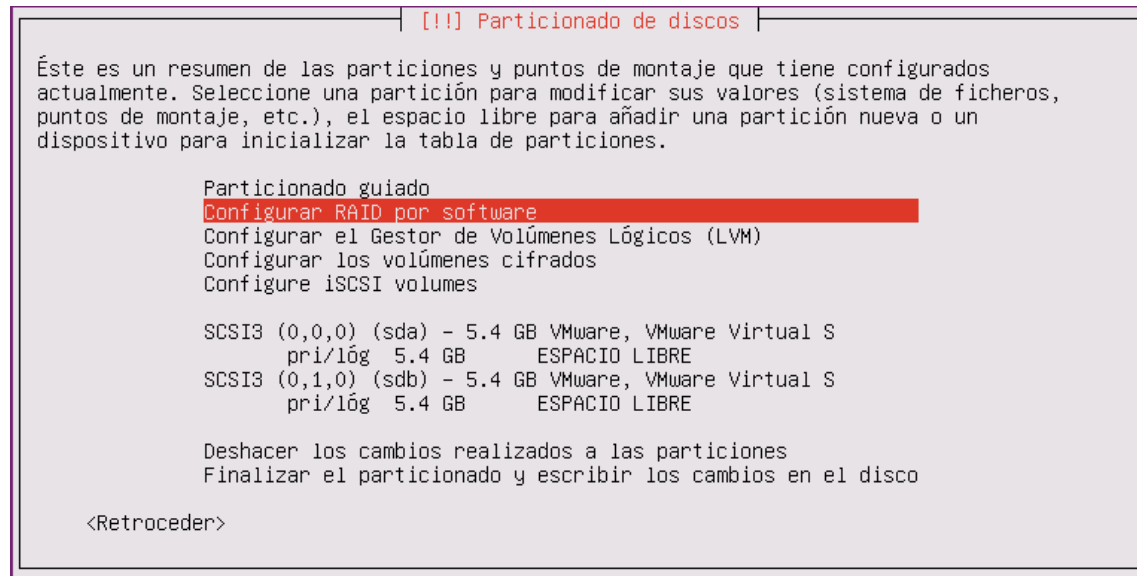 [!!] Particionado de discos
Éste es un resumen de las particiones y puntos de montaje que tiene configurados
actualmente. Seleccione una partición para modificar sus valores (sistema de ficheros,
puntos de montaje, etc.), el espacio libre para añadir una partición nueva o un
dispositivo para inicializar la tabla de particiones.
Particionado guiado
Configurar RAID por software
Configurar el Gestor de Volúmenes Lógicos (LVM)
Configurar los volúmenes cifrados
Configure iSCSI volumes
SCSI3 (0,0,0) (sda) - 5.4 GB VMware, VMware Virtual S
pri/lóg 5.4 GB ESPACIO LIBRE
SCSI3 (0,1,0) (sdb) - 5.4 GB VMware, VMware Virtual S
pri/lóg 5.4 GB ESPACIO LIBRE
Deshacer los cambios realizados a las particiones
Finalizar el particionado y escribir los cambios en el disco
<Retroceder>